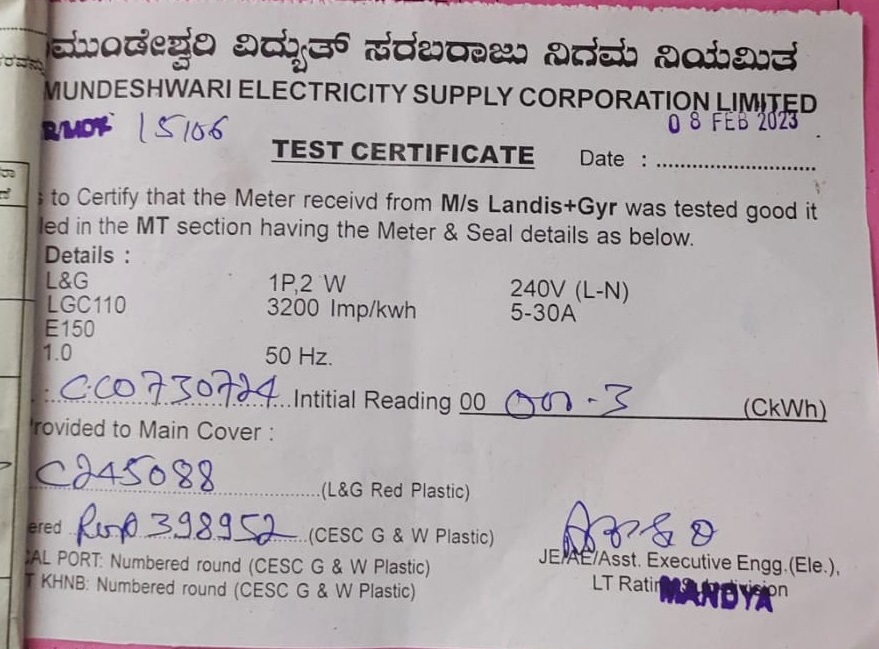 ಮುಂಡೇಶ್ವರಿ ವಿದ್ಯುತ್ ಸರಬರಾಜು ನಿಗಮ ನಿಯಮಿತ
MUNDESHWARI ELECTRICITY SUPPLY CORPORATION LIMITED
15106
08 FEB 2023
TEST CERTIFICATE Date : ..............................
to Certify that the Meter receivd from M/s Landis+Gyr was tested good it
led in the MT section having the Meter & Seal details as below.
Details :
L&G 1P,2 W 240V (L-N)
LGC110 3200 Imp/kwh 5-30A
E150
1.0 50 Hz.
: CC0730724 Intitial Reading 00 001-3 (CkWh)
rovided to Main Cover :
C245088 (L&G Red Plastic)
ered 398952 (CESC G & W Plastic)
AL PORT: Numbered round (CESC G & W Plastic)
T KHNB: Numbered round (CESC G & W Plastic)
JE/AE/Asst. Executive Engg.(Ele.),
LT Rating Subdivision
MANDYA